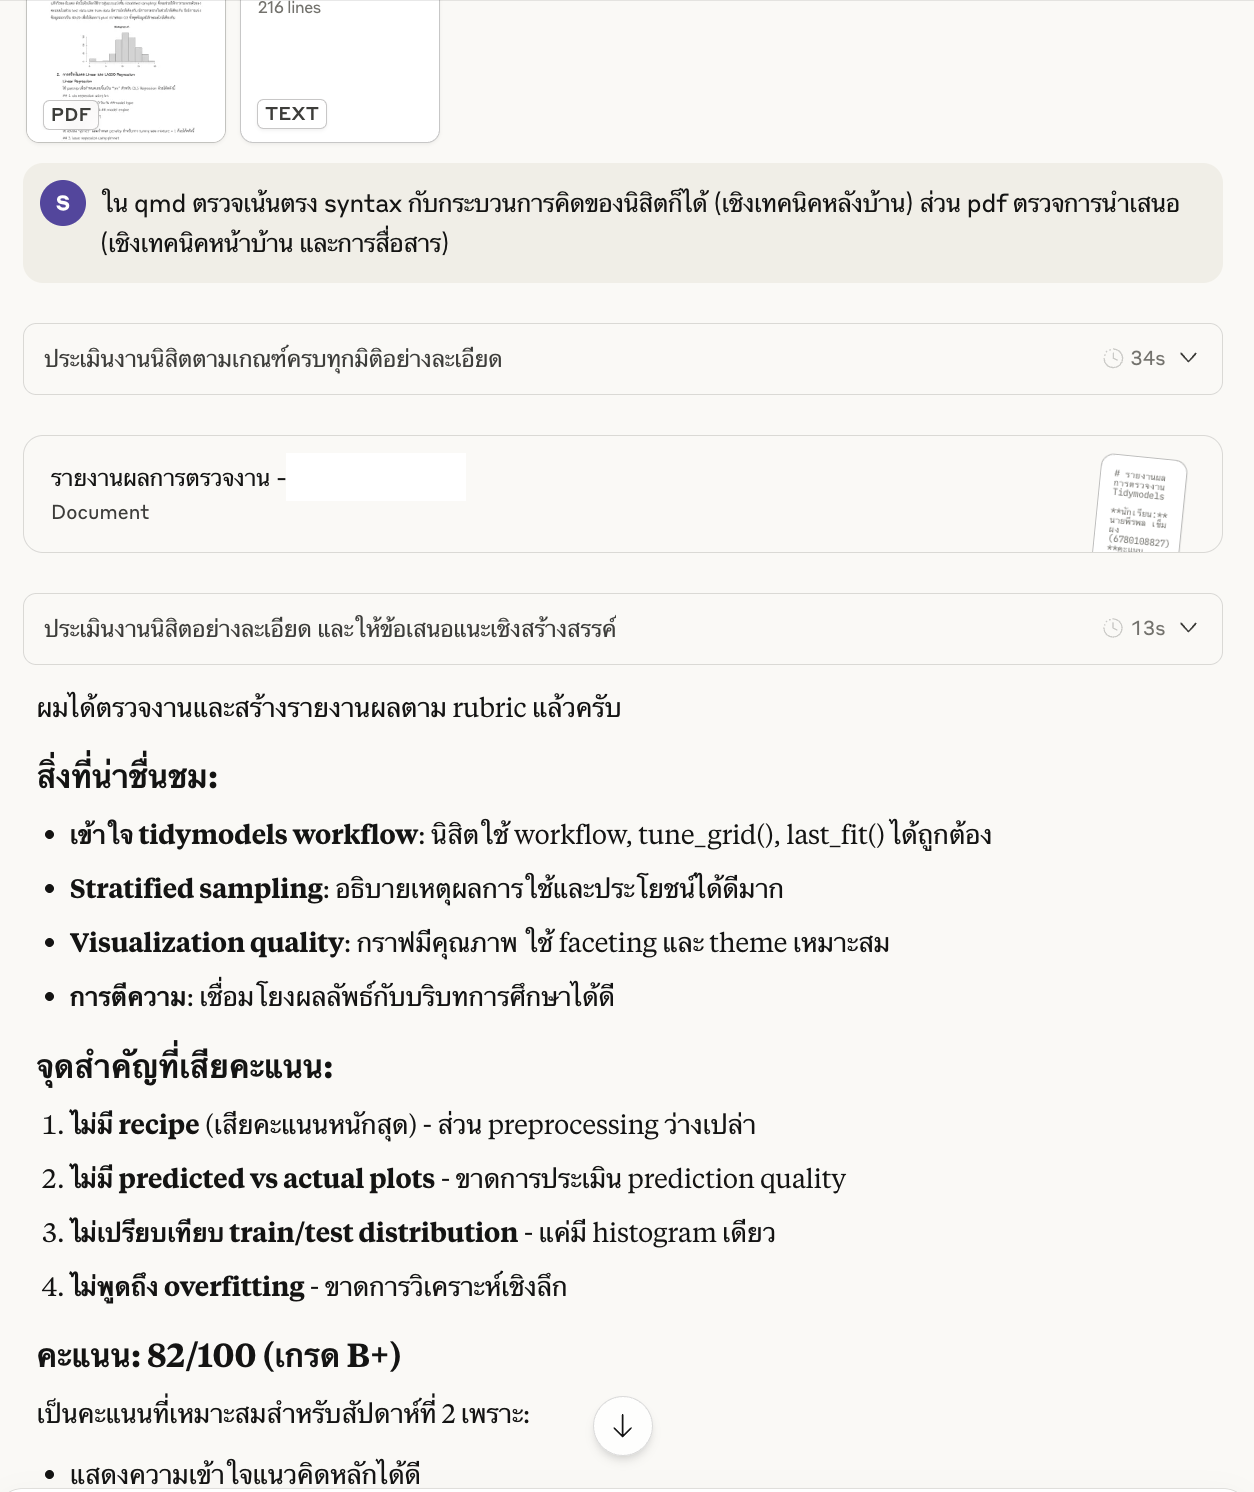 216 lines
PDF
TEXT
S
ใน qmd ตรวจเน้นตรง syntax กับกระบวนการคิดของนิสิตก็ได้ (เชิงเทคนิคหลังบ้าน) ส่วน pdf ตรวจการนำเสนอ
(เชิงเทคนิคหน้าบ้าน และการสื่อสาร)
ประเมินงานนิสิตตามเกณฑ์ครบทุกมิติอย่างละเอียด
34s
รายงานผลการตรวจงาน -
Document
# รายงานผล
การตรวจงาน
Tidymodels
**นักเรียน:**
(6780108827)
ประเมินงานนิสิตอย่างละเอียด และให้ข้อเสนอแนะเชิงสร้างสรรค์
13s
ผมได้ตรวจงานและสร้างรายงานผลตาม rubric แล้วครับ
สิ่งที่น่าชื่นชม:
• เข้าใจ tidymodels workflow: นิสิตใช้ workflow, tune_grid(), last_fit() ได้ถูกต้อง
• Stratified sampling: อธิบายเหตุผลการใช้และประโยชน์ได้ดีมาก
• Visualization quality: กราฟมีคุณภาพ ใช้ faceting และ theme เหมาะสม
• การตีความ: เชื่อมโยงผลลัพธ์กับบริบทการศึกษาได้ดี
จุดสำคัญที่เสียคะแนน:
1. ไม่มี recipe (เสียคะแนนหนักสุด) - ส่วน preprocessing ว่างเปล่า
2. ไม่มี predicted vs actual plots - ขาดการประเมิน prediction quality
3. ไม่เปรียบเทียบ train/test distribution - แค่มี histogram เดียว
4. ไม่พูดถึง overfitting - ขาดการวิเคราะห์เชิงลึก
คะแนน: 82/100 (เกรด B+)
เป็นคะแนนที่เหมาะสมสำหรับสัปดาห์ที่ 2 เพราะ:
• แสดงความเข้าใจแนวคิดหลักได้ดี